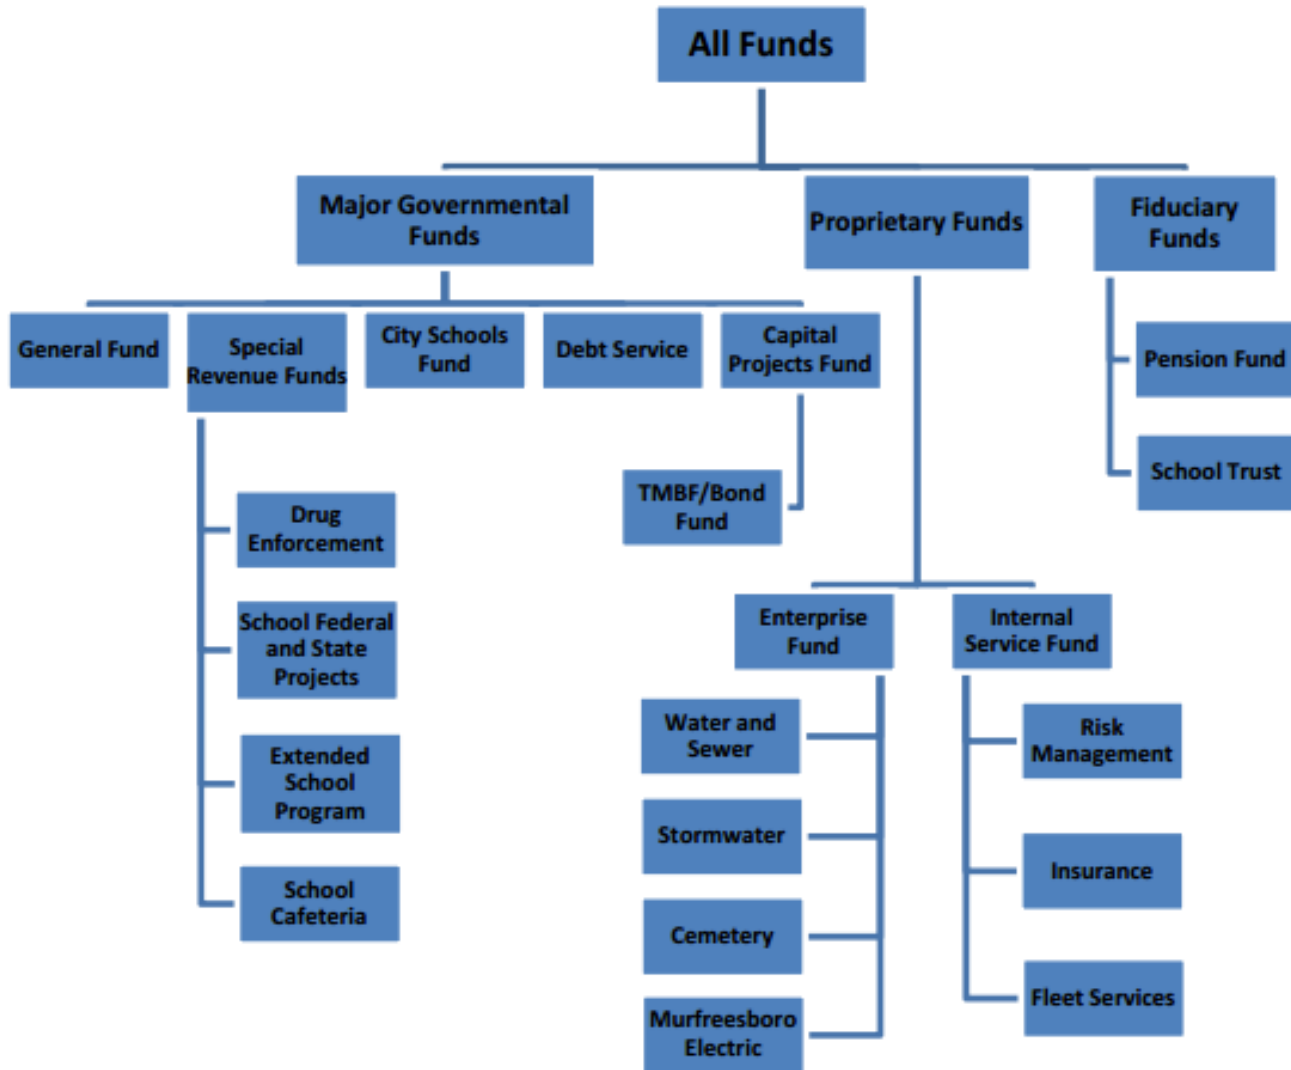 All Funds
Major Governmental
Funds
Proprietary Funds
Fiduciary
Funds
General Fund
Special
Revenue Funds
City Schools
Fund
Debt Service
Capital
Projects Fund
Pension Fund
School Trust
TMBF/Bond
Fund
Drug
Enforcement
School Federal
and State
Projects
Extended
School
Program
School
Cafeteria
Enterprise
Fund
Internal
Service Fund
Water and
Sewer
Stormwater
Cemetery
Murfreesboro
Electric
Risk
Management
Insurance
Fleet Services